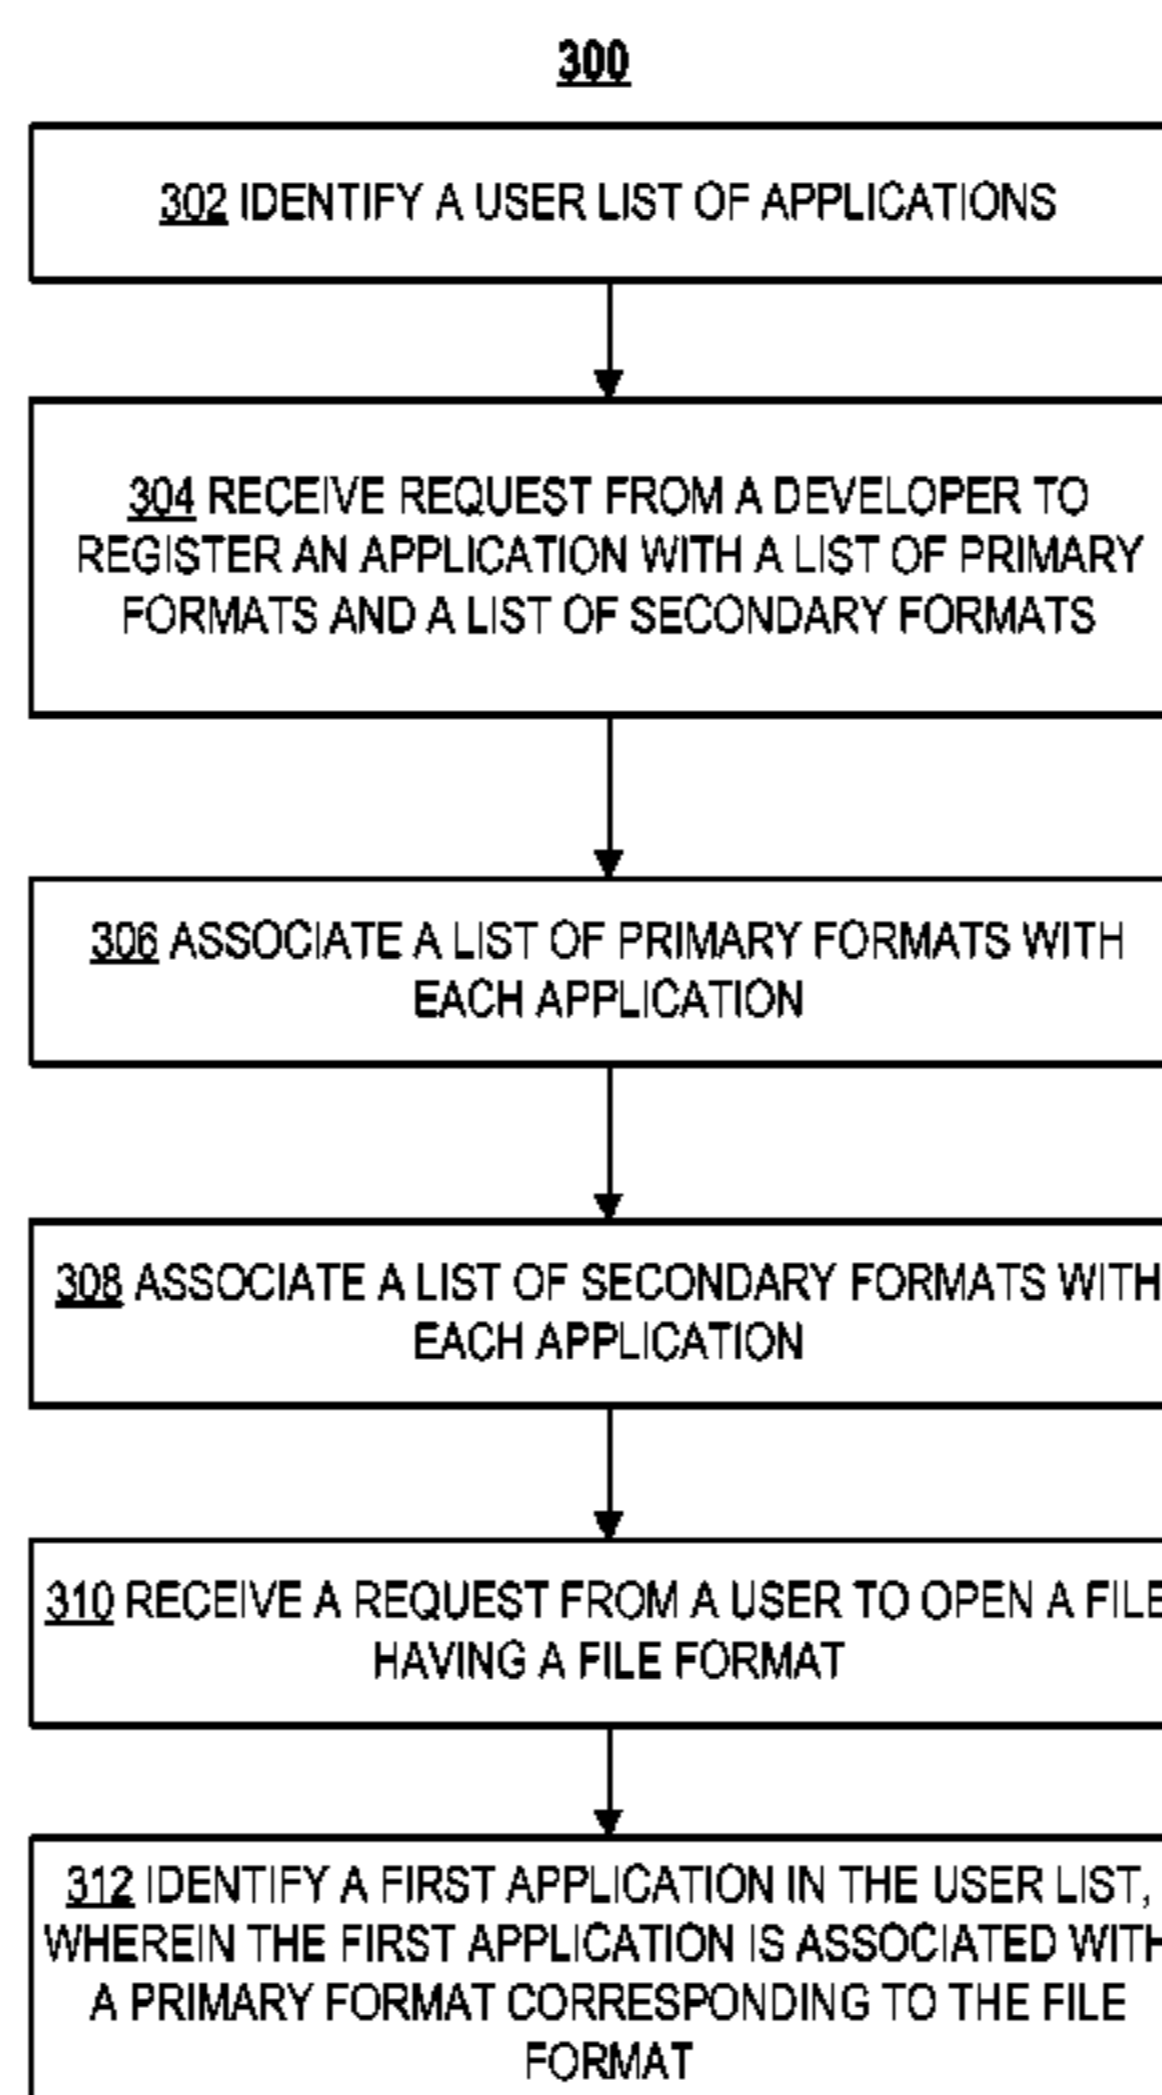 300
302 IDENTIFY A USER LIST OF APPLICATIONS
304 RECEIVE REQUEST FROM A DEVELOPER TO
REGISTER AN APPLICATION WITH A LIST OF PRIMARY
FORMATS AND A LIST OF SECONDARY FORMATS
306 ASSOCIATE A LIST OF PRIMARY FORMATS WITH
EACH APPLICATION
308 ASSOCIATE A LIST OF SECONDARY FORMATS WITH
EACH APPLICATION
310 RECEIVE A REQUEST FROM A USER TO OPEN A FILE
HAVING A FILE FORMAT
312 IDENTIFY A FIRST APPLICATION IN THE USER LIST,
WHEREIN THE FIRST APPLICATION IS ASSOCIATED WITH
A PRIMARY FORMAT CORRESPONDING TO THE FILE
FORMAT